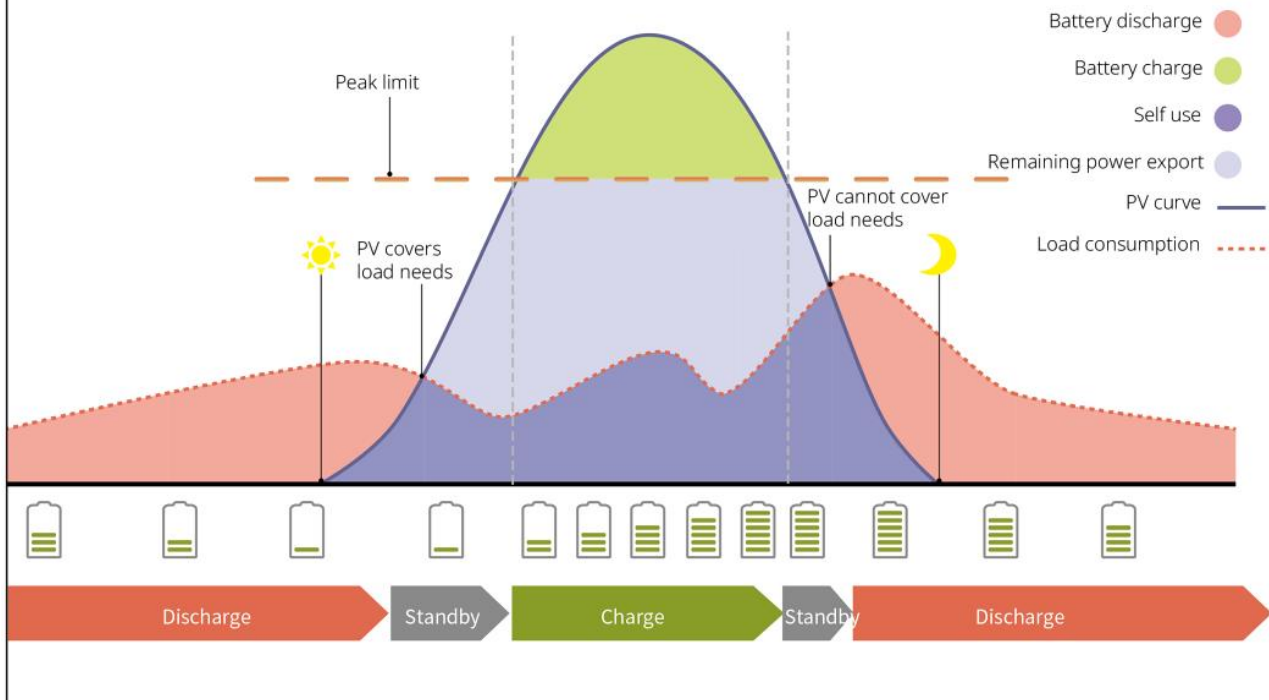 Battery discharge
Battery charge
Self use
Remaining power export
PV curve
Load consumption
Peak limit
PV cannot cover
load needs
PV covers
load needs
Discharge
Standby
Charge
Standby
Discharge